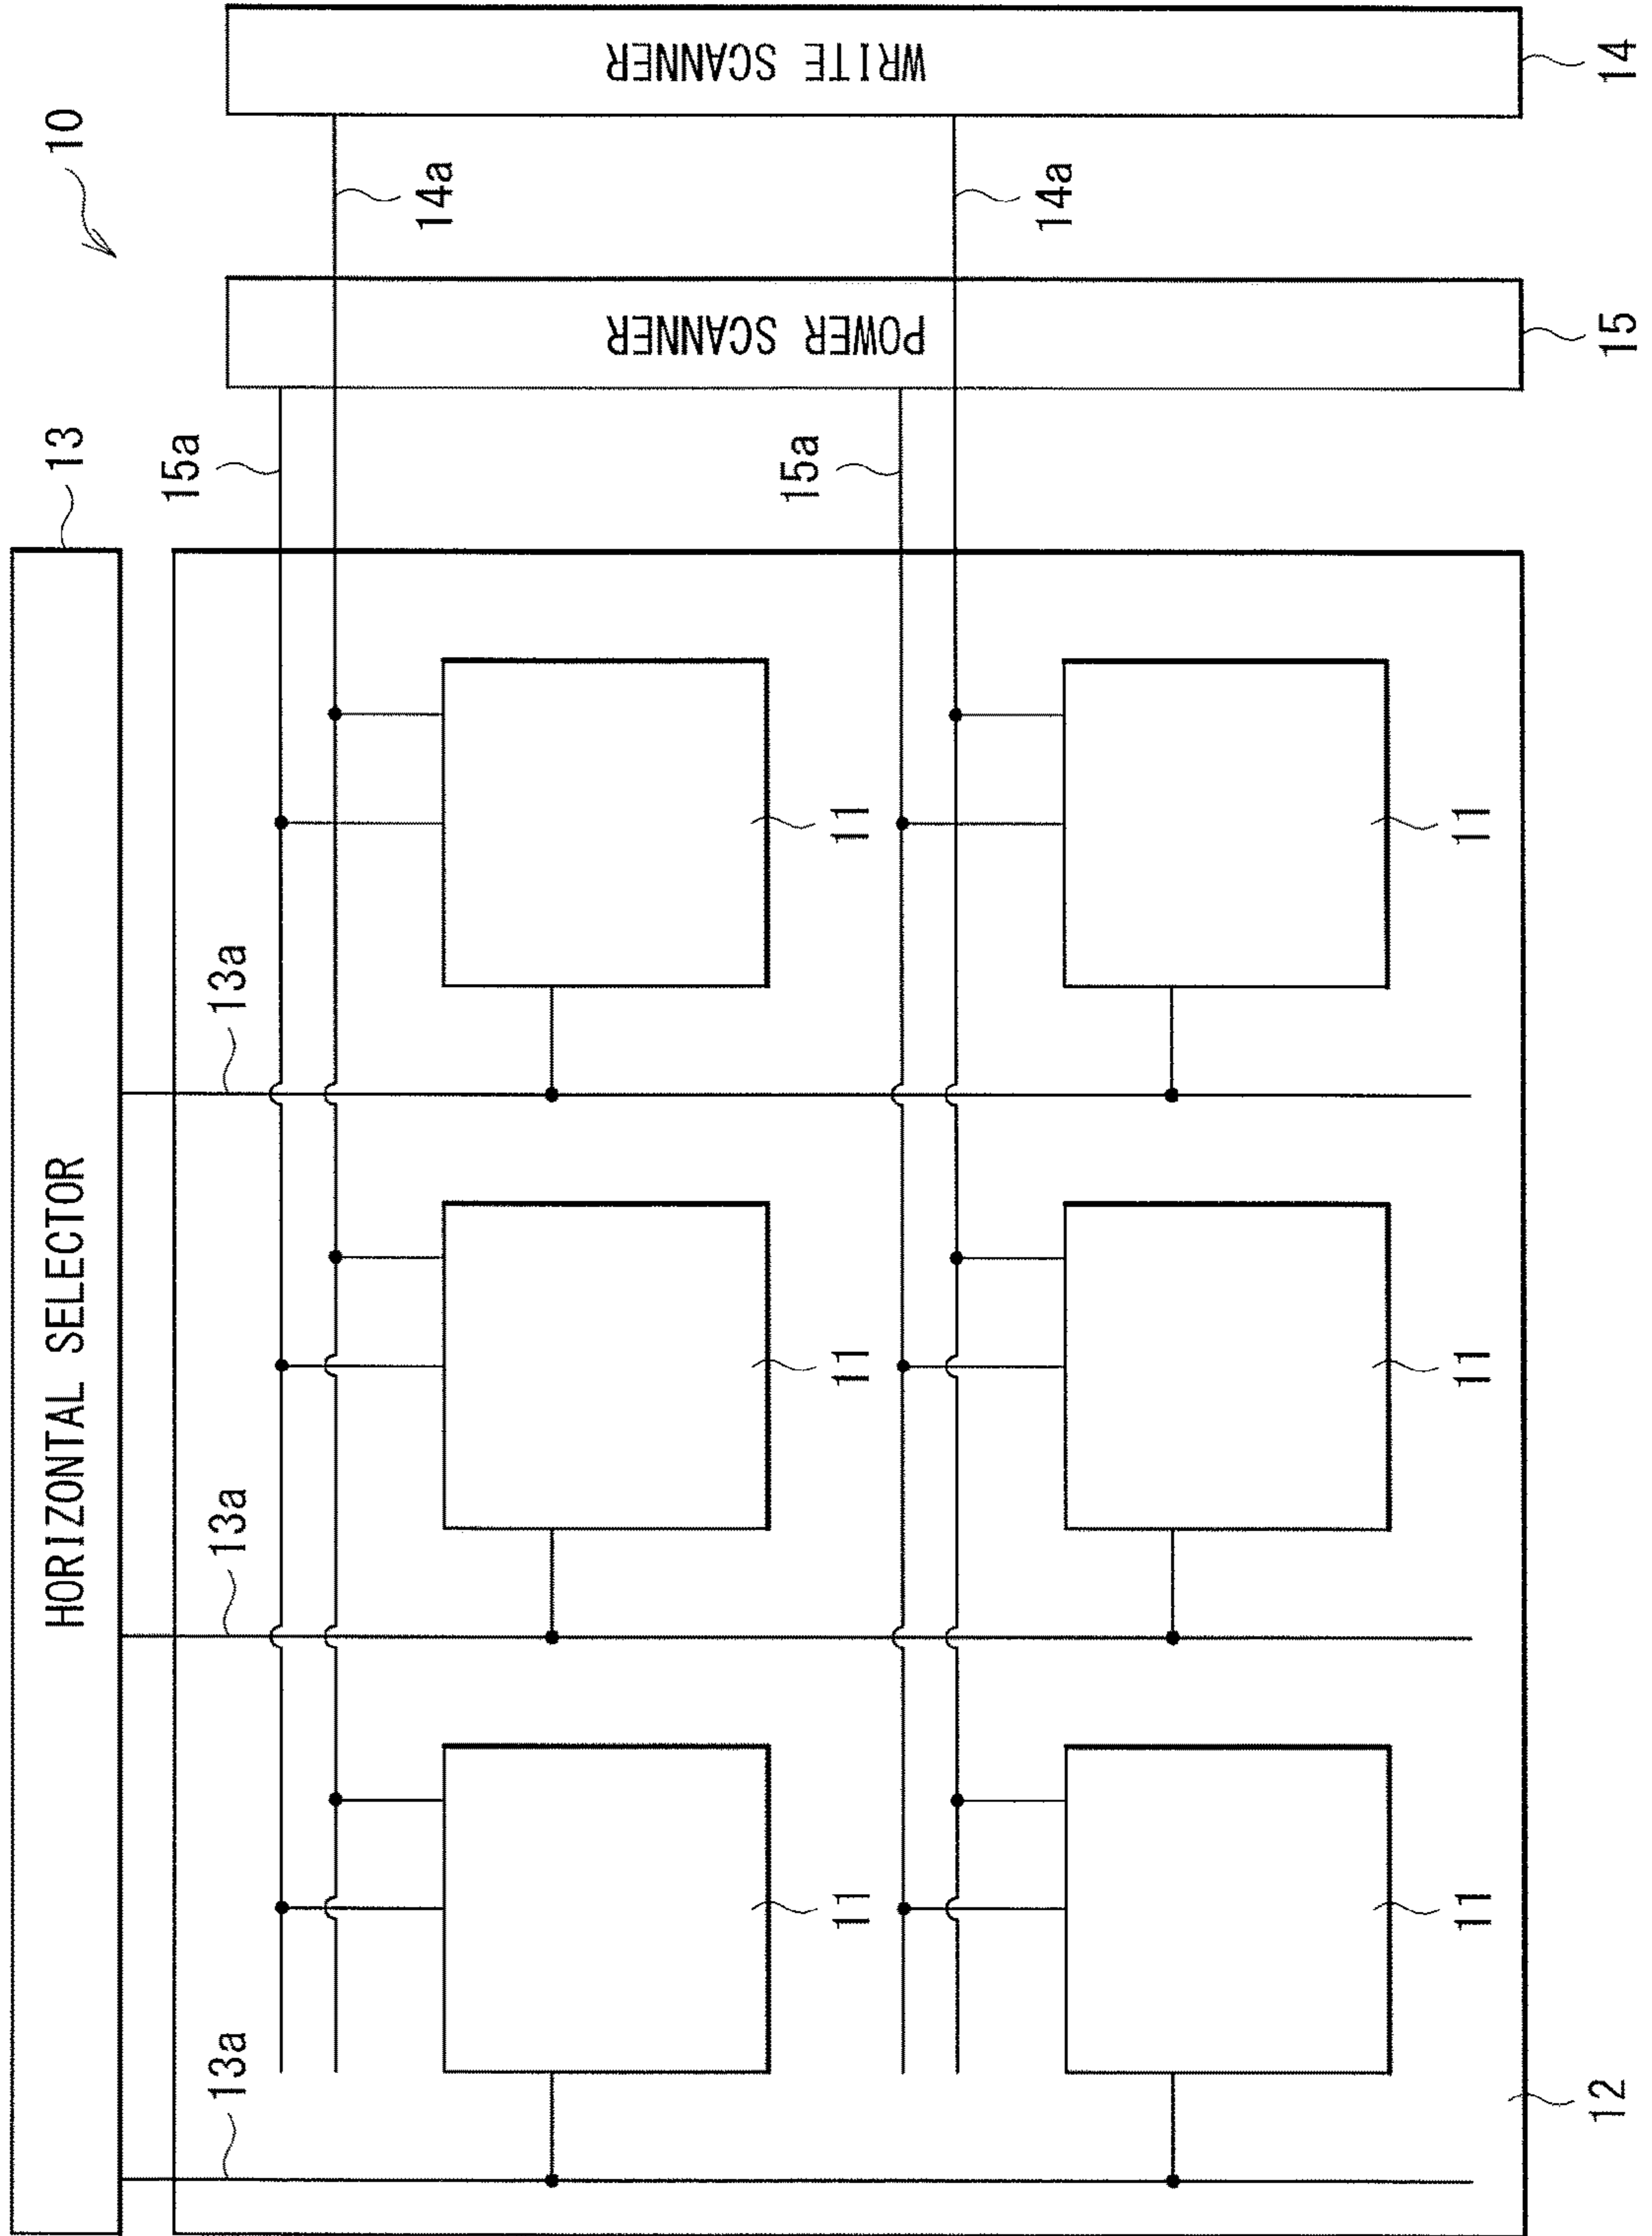 HORIZONTAL SELECTOR
13
10
15a
13a
13a
13a
14a
POWER SCANNER
WRITE SCANNER
15a
11
11
11
14a
11
11
11
12
15
14